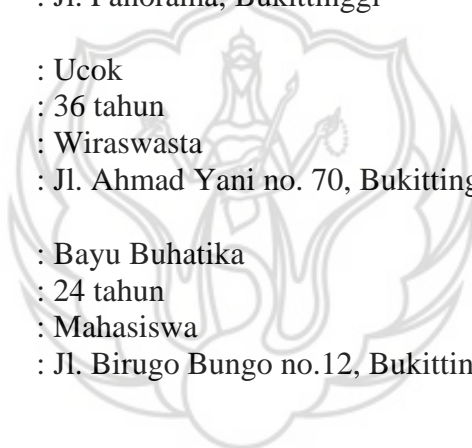 : Jl. Panorama, Bukittinggi
: Ucok
: 36 tahun
: Wiraswasta
: Jl. Ahmad Yani no. 70, Bukitting
: Bayu Buhatika
: 24 tahun
: Mahasiswa
: Jl. Birugo Bungo no.12, Bukittin